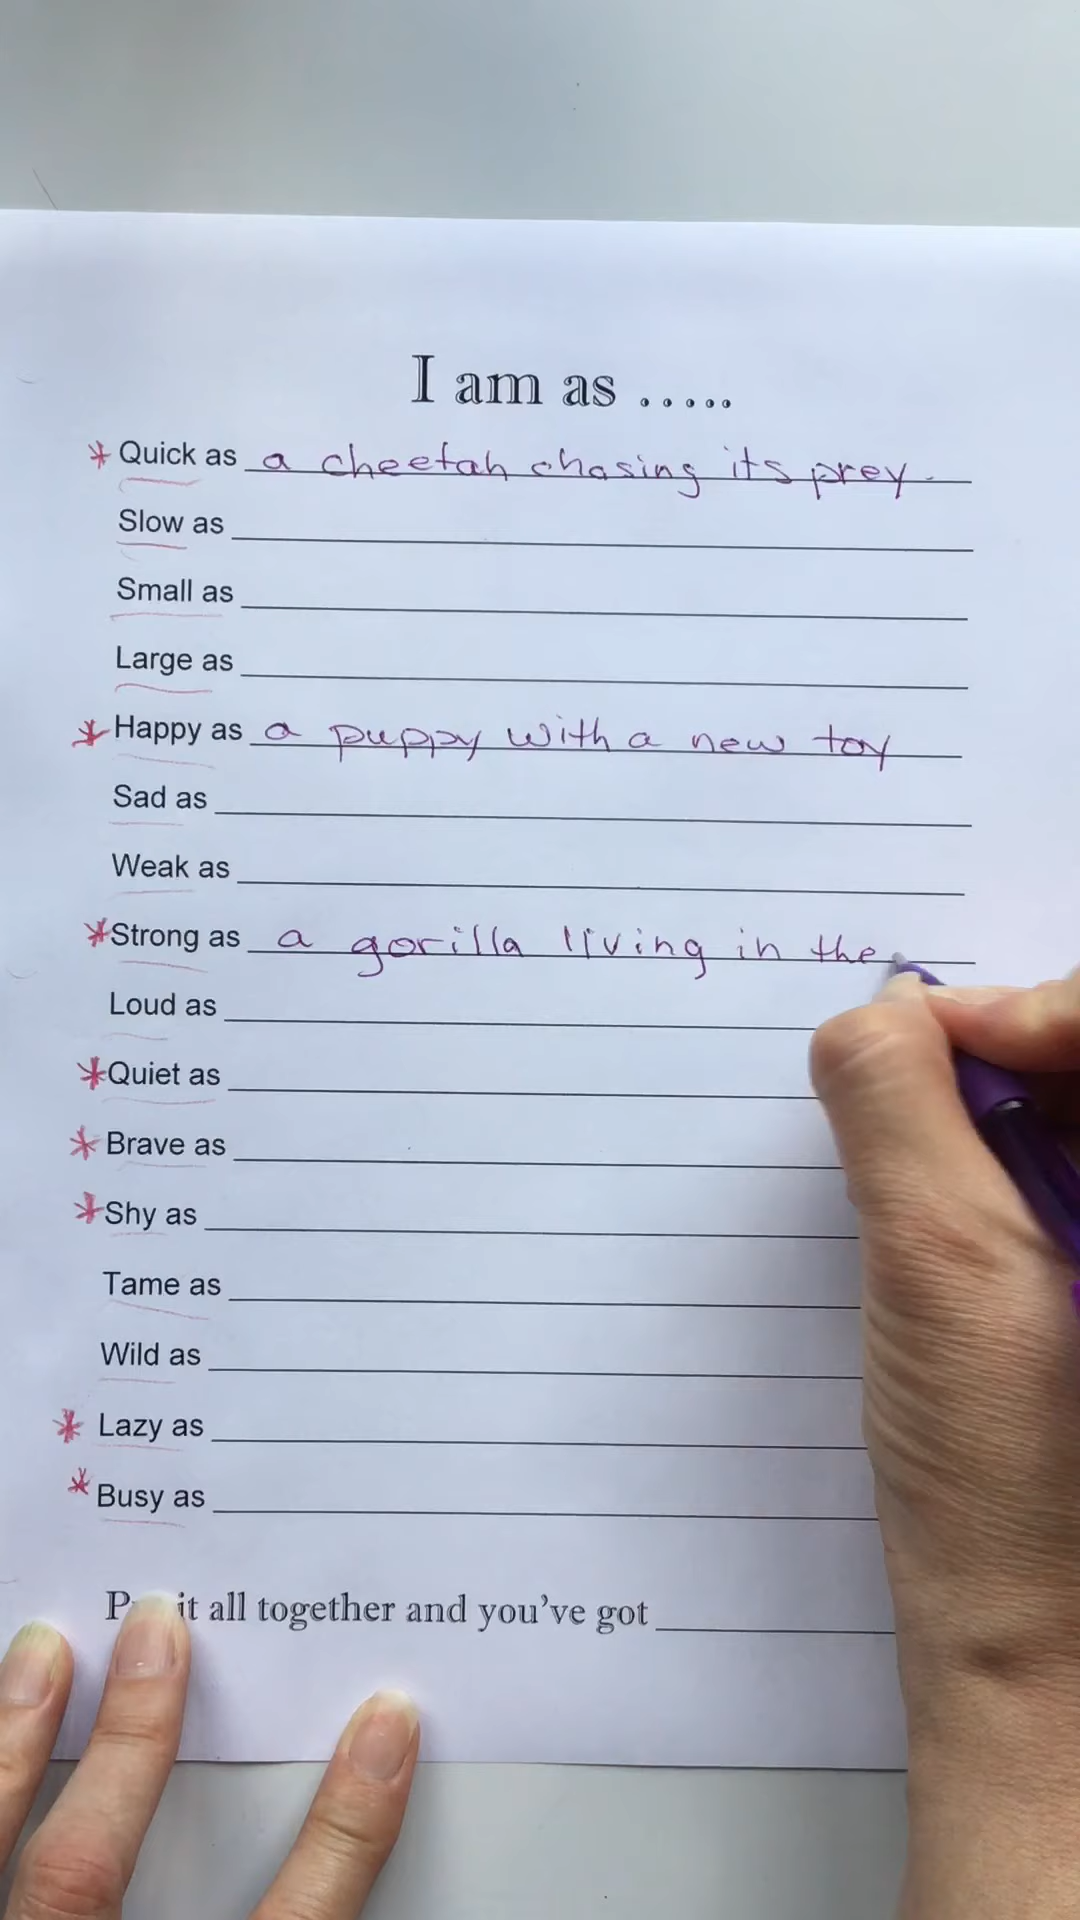 I am as .....
* Quick as a cheetah chasing its prey.
Slow as
Small as
Large as
* Happy as a puppy with a new toy
Sad as
Weak as
* Strong as a gorilla living in the
Loud as
* Quiet as
* Brave as
* Shy as
Tame as
Wild as
* Lazy as
* Busy as
it all together and you've got